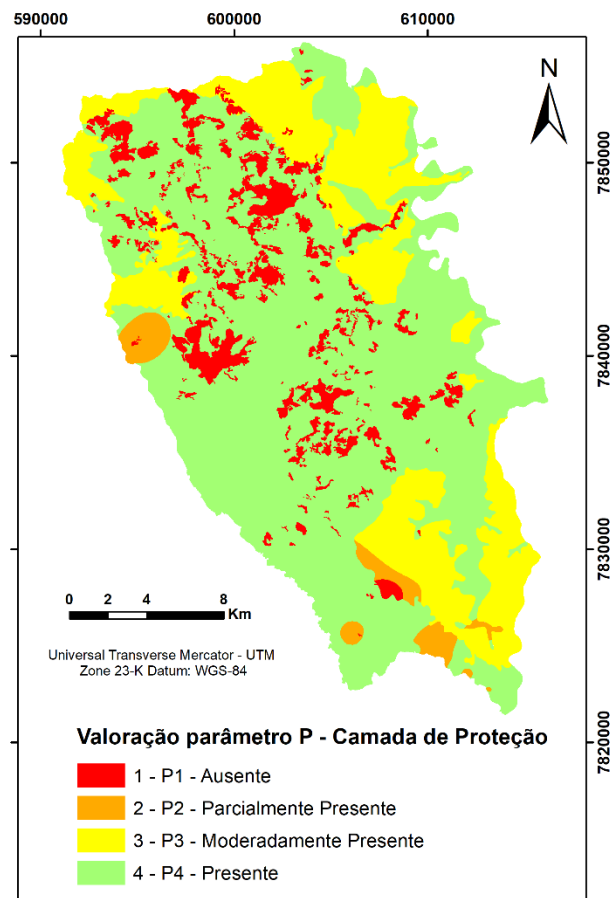 590000 600000 610000
N
7850000
7840000
7830000
7820000
0 2 4 8
Km
Universal Transverse Mercator - UTM
Zone 23-K Datum: WGS-84
Valoração parâmetro P - Camada de Proteção
1 - P1 - Ausente
2 - P2 - Parcialmente Presente
3 - P3 - Moderadamente Presente
4 - P4 - Presente